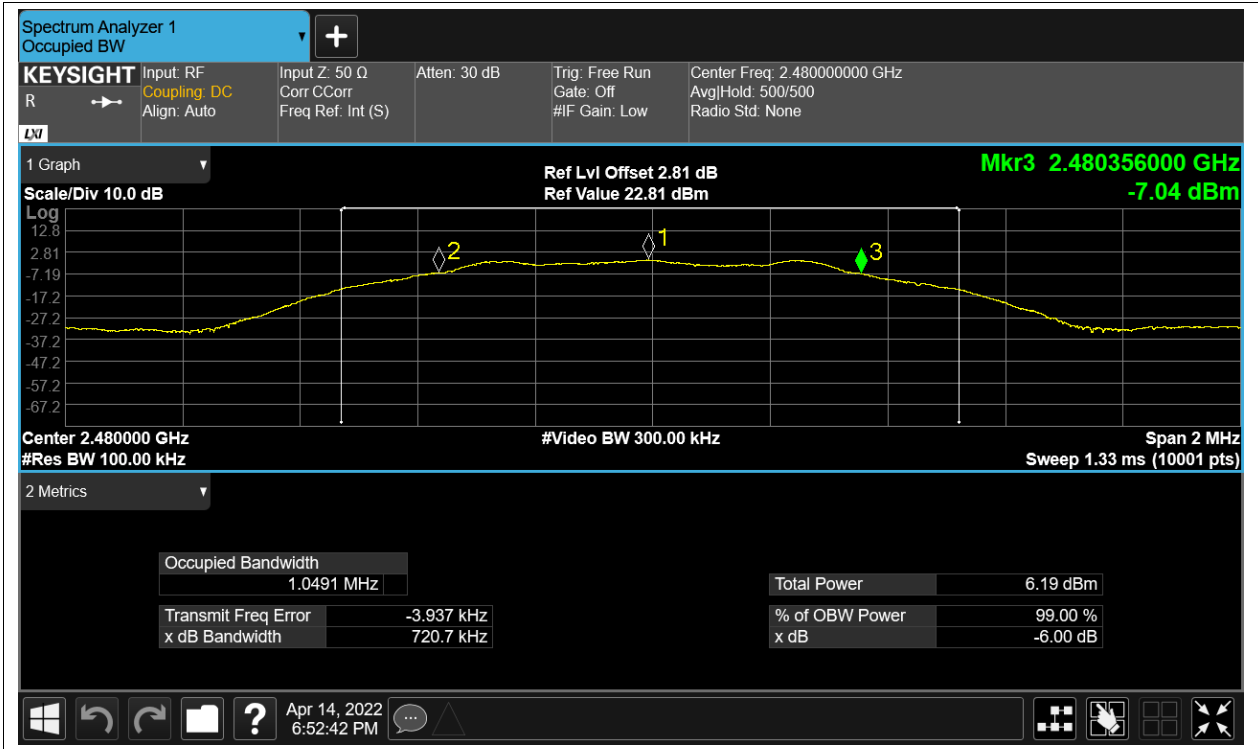 Spectrum Analyzer 1
Occupied BW
▼
+
KEYSIGHT Input: RF Input Z: 50 Ω Atten: 30 dB Trig: Free Run Center Freq: 2.480000000 GHz
R Coupling: DC Corr CCorr Gate: Off Avg|Hold: 500/500
Align: Auto Freq Ref: Int (S) #IF Gain: Low Radio Std: None
LXI
1 Graph ▼ Ref Lvl Offset 2.81 dB Mkr3 2.480356000 GHz
Scale/Div 10.0 dB Ref Value 22.81 dBm -7.04 dBm
Log
12.8
2.81
-7.19
-17.2
-27.2
-37.2
-47.2
-57.2
-67.2
2 1 3
Center 2.480000 GHz #Video BW 300.00 kHz Span 2 MHz
#Res BW 100.00 kHz Sweep 1.33 ms (10001 pts)
2 Metrics ▼
Occupied Bandwidth
1.0491 MHz Total Power 6.19 dBm
Transmit Freq Error -3.937 kHz % of OBW Power 99.00 %
x dB Bandwidth 720.7 kHz x dB -6.00 dB
? Apr 14, 2022
6:52:42 PM